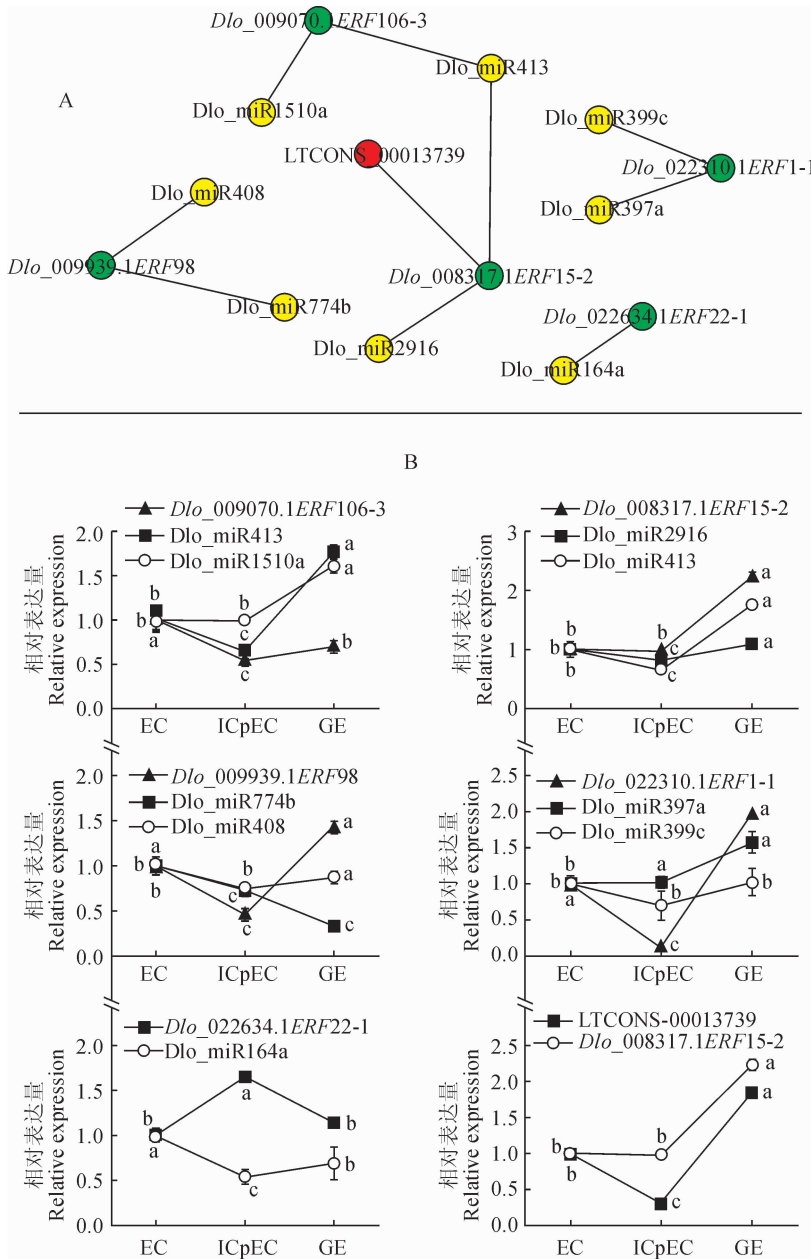 Dlo_009070.1ERF106-3
Dlo_miR413
A
Dlo_miR1510a
Dlo_miR399c
LTCONS_00013739
Dlo_022310.1ERF1-1
Dlo_miR408
Dlo_miR397a
Dlo_009939.1ERF98
Dlo_008317.1ERF15-2
Dlo_miR774b
Dlo_022634.1ERF22-1
Dlo_miR2916
Dlo_miR164a
B
Dlo_009070.1ERF106-3
Dlo_miR413
Dlo_miR1510a
相对表达量
Relative expression
2.0
1.5
1.0
0.5
0.0
b
b
a
b
c
c
a
a
b
EC
ICpEC
GE
Dlo_008317.1ERF15-2
Dlo_miR2916
Dlo_miR413
相对表达量
Relative expression
3
2
1
0
b
b
b
b
c
c
a
a
a
EC
ICpEC
GE
Dlo_009939.1ERF98
Dlo_miR774b
Dlo_miR408
相对表达量
Relative expression
2.0
1.5
1.0
0.5
0.0
a
b
b
b
c
c
a
a
c
EC
ICpEC
GE
Dlo_022310.1ERF1-1
Dlo_miR397a
Dlo_miR399c
相对表达量
Relative expression
2.5
2.0
1.5
1.0
0.5
0.0
b
b
a
a
b
c
a
a
b
EC
ICpEC
GE
Dlo_022634.1ERF22-1
Dlo_miR164a
相对表达量
Relative expression
2.0
1.5
1.0
0.5
0.0
b
a
a
c
b
b
EC
ICpEC
GE
LTCONS-00013739
Dlo_008317.1ERF15-2
相对表达量
Relative expression
2.5
2.0
1.0
0.0
b
b
b
c
a
a
EC
ICpEC
GE